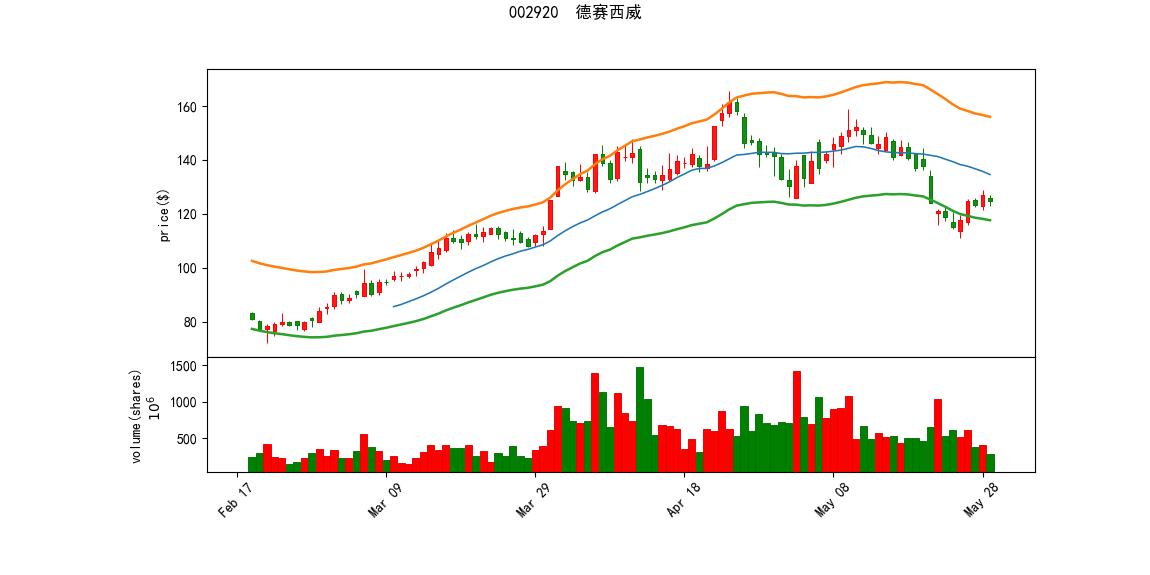 002920 德赛西威
price($)
160
140
120
100
80
volume(shares)
10^6
1500
1000
500
Feb 17
Mar 09
Mar 29
Apr 18
May 08
May 28